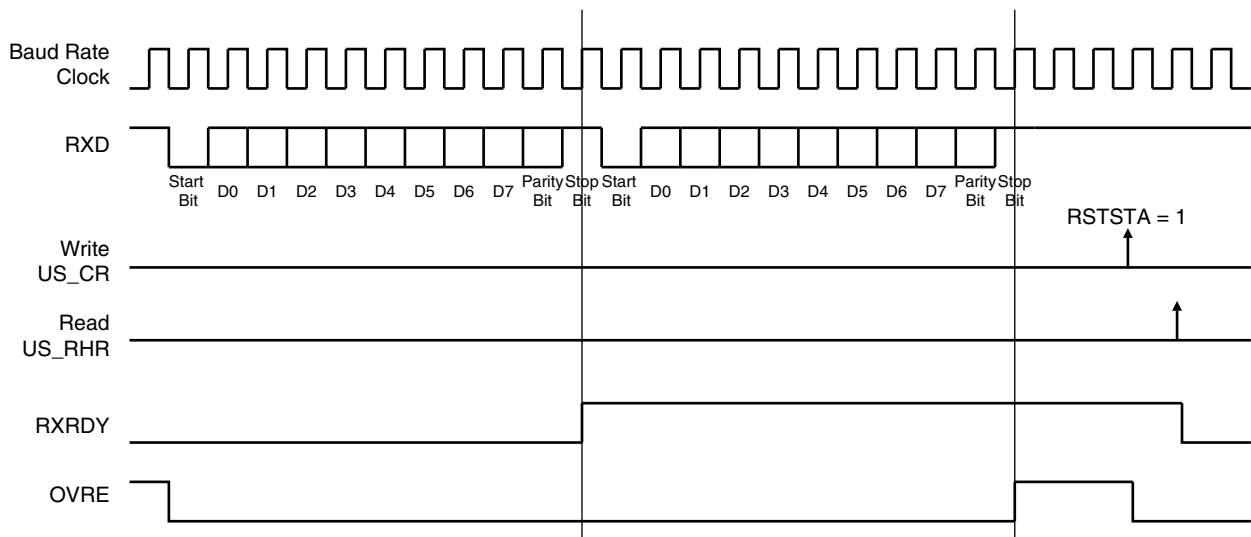 Baud Rate
Clock
RXD
Start
Bit
D0
D1
D2
D3
D4
D5
D6
D7
Parity
Bit
Stop
Bit
Start
Bit
D0
D1
D2
D3
D4
D5
D6
D7
Parity
Bit
Stop
Bit
RSTSTA = 1
Write
US_CR
Read
US_RHR
RXRDY
OVRE